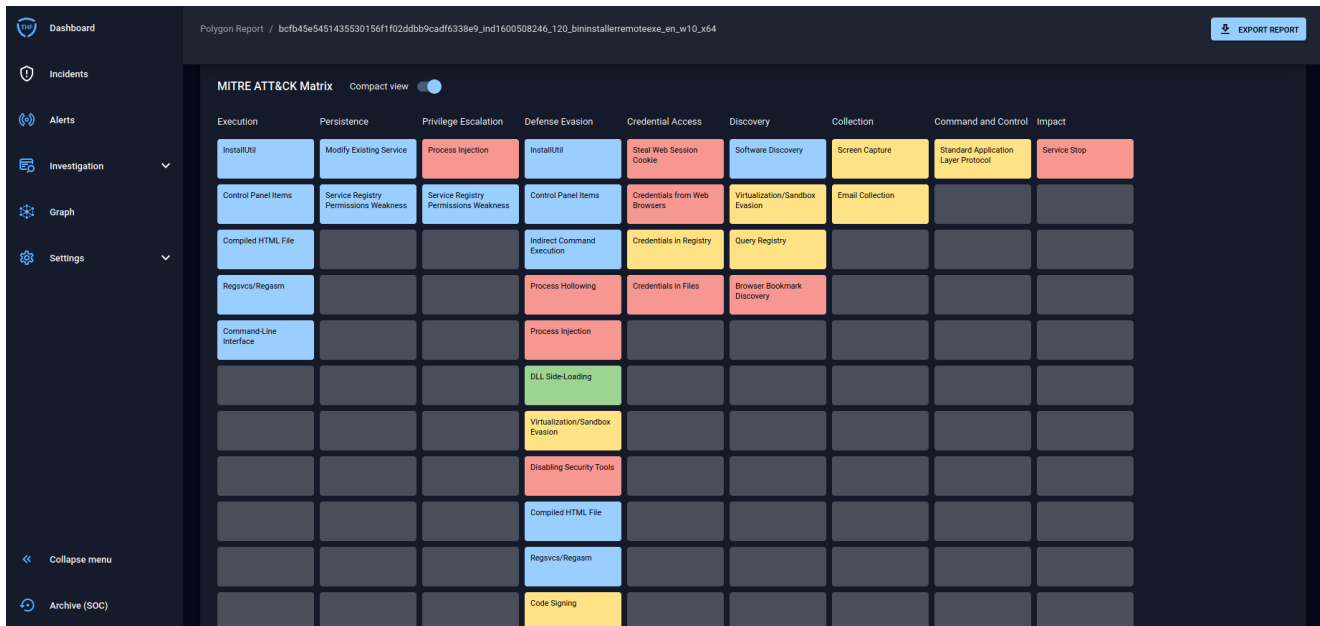 THF
Dashboard
Incidents
Alerts
Investigation
Graph
Settings
Collapse menu
Archive (SOC)
Polygon Report / bcfb45e5451435530156f1f02ddbb9cadf6338e9_ind1600508246_120_bininstallerremoteexe_en_w10_x64
EXPORT REPORT
MITRE ATT&CK Matrix Compact view
Execution Persistence Privilege Escalation Defense Evasion Credential Access Discovery Collection Command and Control Impact
InstallUtil
Control Panel Items
Compiled HTML File
Regsvcs/Regasm
Command-Line
Interface
Modify Existing Service
Service Registry
Permissions Weakness
Process Injection
Service Registry
Permissions Weakness
InstallUtil
Control Panel Items
Indirect Command
Execution
Process Hollowing
Process Injection
DLL Side-Loading
Virtualization/Sandbox
Evasion
Disabling Security Tools
Compiled HTML File
Regsvcs/Regasm
Code Signing
Steal Web Session
Cookie
Credentials from Web
Browsers
Credentials in Registry
Credentials in Files
Software Discovery
Virtualization/Sandbox
Evasion
Query Registry
Browser Bookmark
Discovery
Screen Capture
Email Collection
Standard Application
Layer Protocol
Service Stop